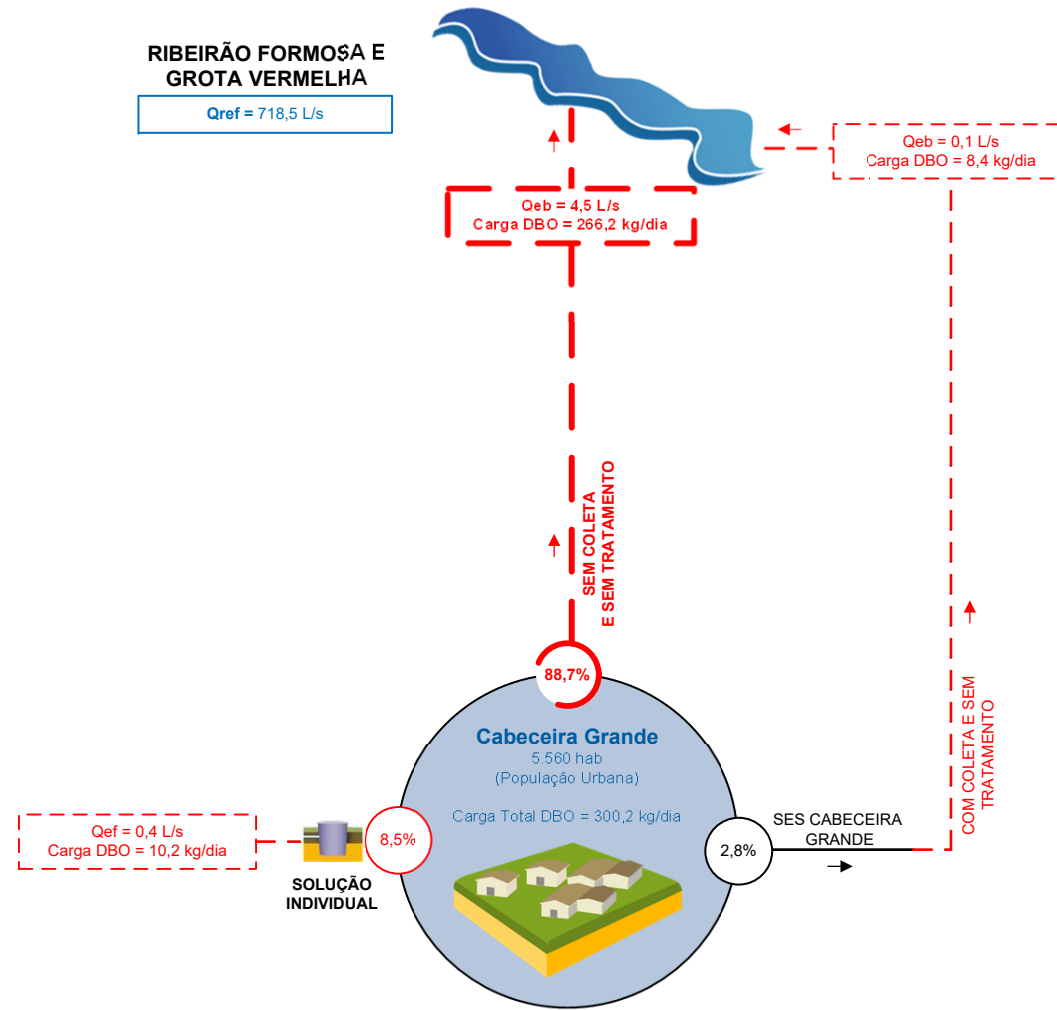 RIBEIRÃO FORMOSA E
GROTA VERMELHA
Qref = 718,5 L/s
Qeb = 0,1 L/s
Carga DBO = 8,4 kg/dia
Qeb = 4,5 L/s
Carga DBO = 266,2 kg/dia
SEM COLETA
E SEM TRATAMENTO
COM COLETA E SEM
TRATAMENTO
88,7%
Cabeceira Grande
5.560 hab
(População Urbana)
Carga Total DBO = 300,2 kg/dia
Qef = 0,4 L/s
Carga DBO = 10,2 kg/dia
8,5%
SOLUÇÃO
INDIVIDUAL
2,8%
SES CABECEIRA
GRANDE